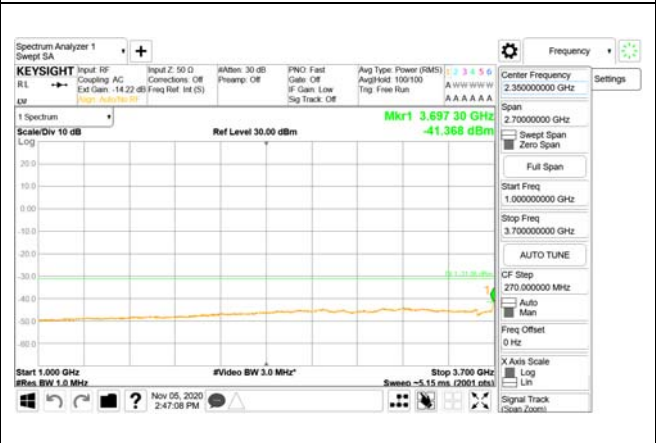 Spectrum Analyzer 1
Swept SA
+
Frequency
KEYSIGHT
Input: RF
Input Z: 50 Ω
#Atten: 30 dB
PNO: Fast
Avg Type: Power (RMS)
1 2 3 4 5 6
RL
Coupling: AC
Corrections: Off
Preamp: Off
Gate: Off
Avg|Hold: 100/100
A W W W W W
Ext Gain: -14.22 dB
Freq Ref: Int (S)
IF Gain: Low
Trig: Free Run
Align: Auto/No RF
Sig Track: Off
A A A A A A
LXI
1 Spectrum
Mkr1 3.697 30 GHz
Scale/Div 10 dB
Ref Level 30.00 dBm
-41.368 dBm
Log
20.0
10.0
0.00
-10.0
-20.0
-30.0
-40.0
-50.0
-60.0
1
Start 1.000 GHz
#Video BW 3.0 MHz*
Stop 3.700 GHz
#Res BW 1.0 MHz
Sweep ~5.15 ms (2001 pts)
Center Frequency
2.350000000 GHz
Settings
Span
2.70000000 GHz
Swept Span
Zero Span
Full Span
Start Freq
1.000000000 GHz
Stop Freq
3.700000000 GHz
AUTO TUNE
CF Step
270.000000 MHz
Auto
Man
Freq Offset
0 Hz
X Axis Scale
Log
Lin
Signal Track
(Span Zoom)
?
Nov 05, 2020
2:47:08 PM